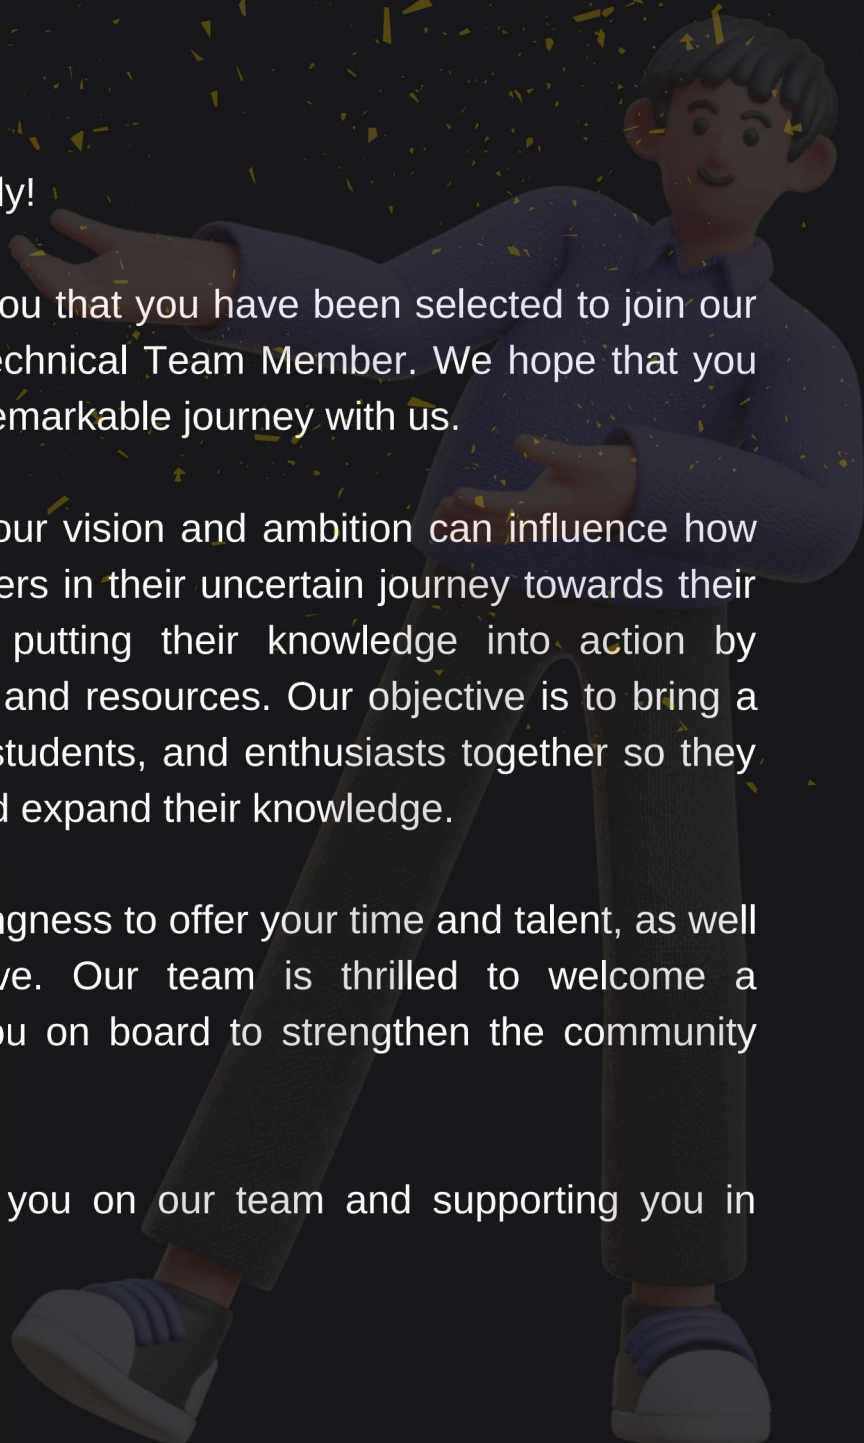 ly!
ou that you have been selected to join our
echnical Team Member. We hope that you
emarkable journey with us.
our vision and ambition can influence how
ers in their uncertain journey towards their
putting their knowledge into action by
and resources. Our objective is to bring a
students, and enthusiasts together so they
d expand their knowledge.
ngness to offer your time and talent, as well
ve. Our team is thrilled to welcome a
ou on board to strengthen the community
you on our team and supporting you in